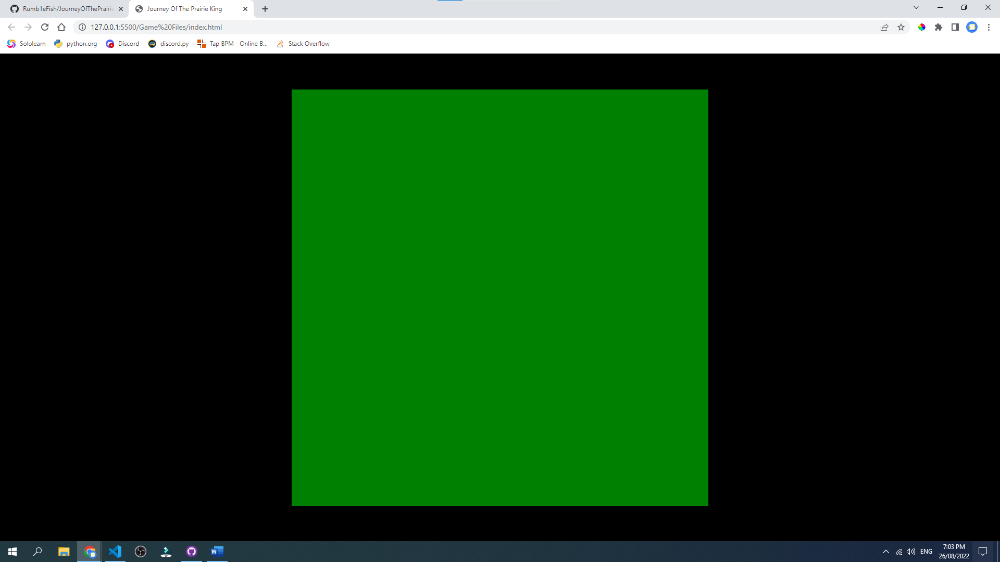 Rumb1eFish/JourneyOfThePrairie
Journey Of The Prairie King
127.0.0.1:5500/Game%20Files/index.html
Sololearn python.org Discord discord.py Tap BPM - Online B... Stack Overflow
ENG
7:03 PM
26/08/2022